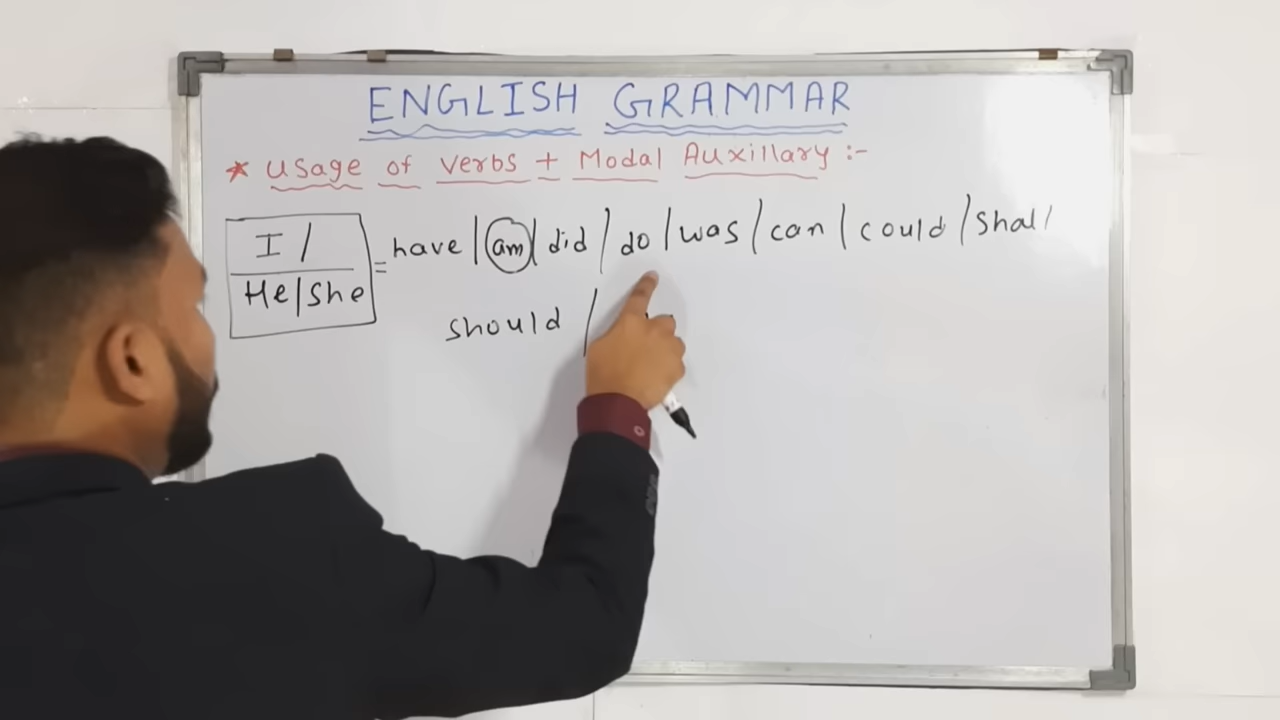 ENGLISH GRAMMAR
* Usage of Verbs + Modal Auxillary :-
I / = have / am / did / do / was / can / could / Shall
He/She
should /